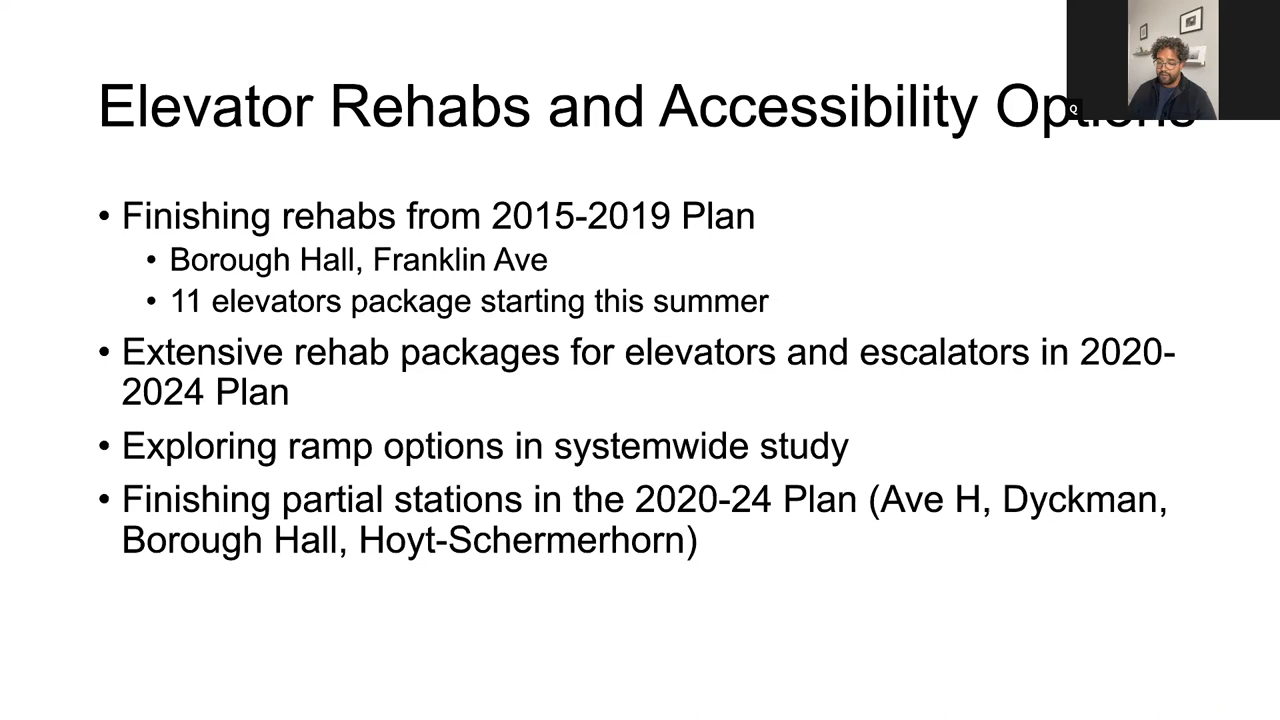 Elevator Rehabs and Accessibility Options
Q
• Finishing rehabs from 2015-2019 Plan
• Borough Hall, Franklin Ave
• 11 elevators package starting this summer
• Extensive rehab packages for elevators and escalators in 2020-
2024 Plan
• Exploring ramp options in systemwide study
• Finishing partial stations in the 2020-24 Plan (Ave H, Dyckman,
Borough Hall, Hoyt-Schermerhorn)